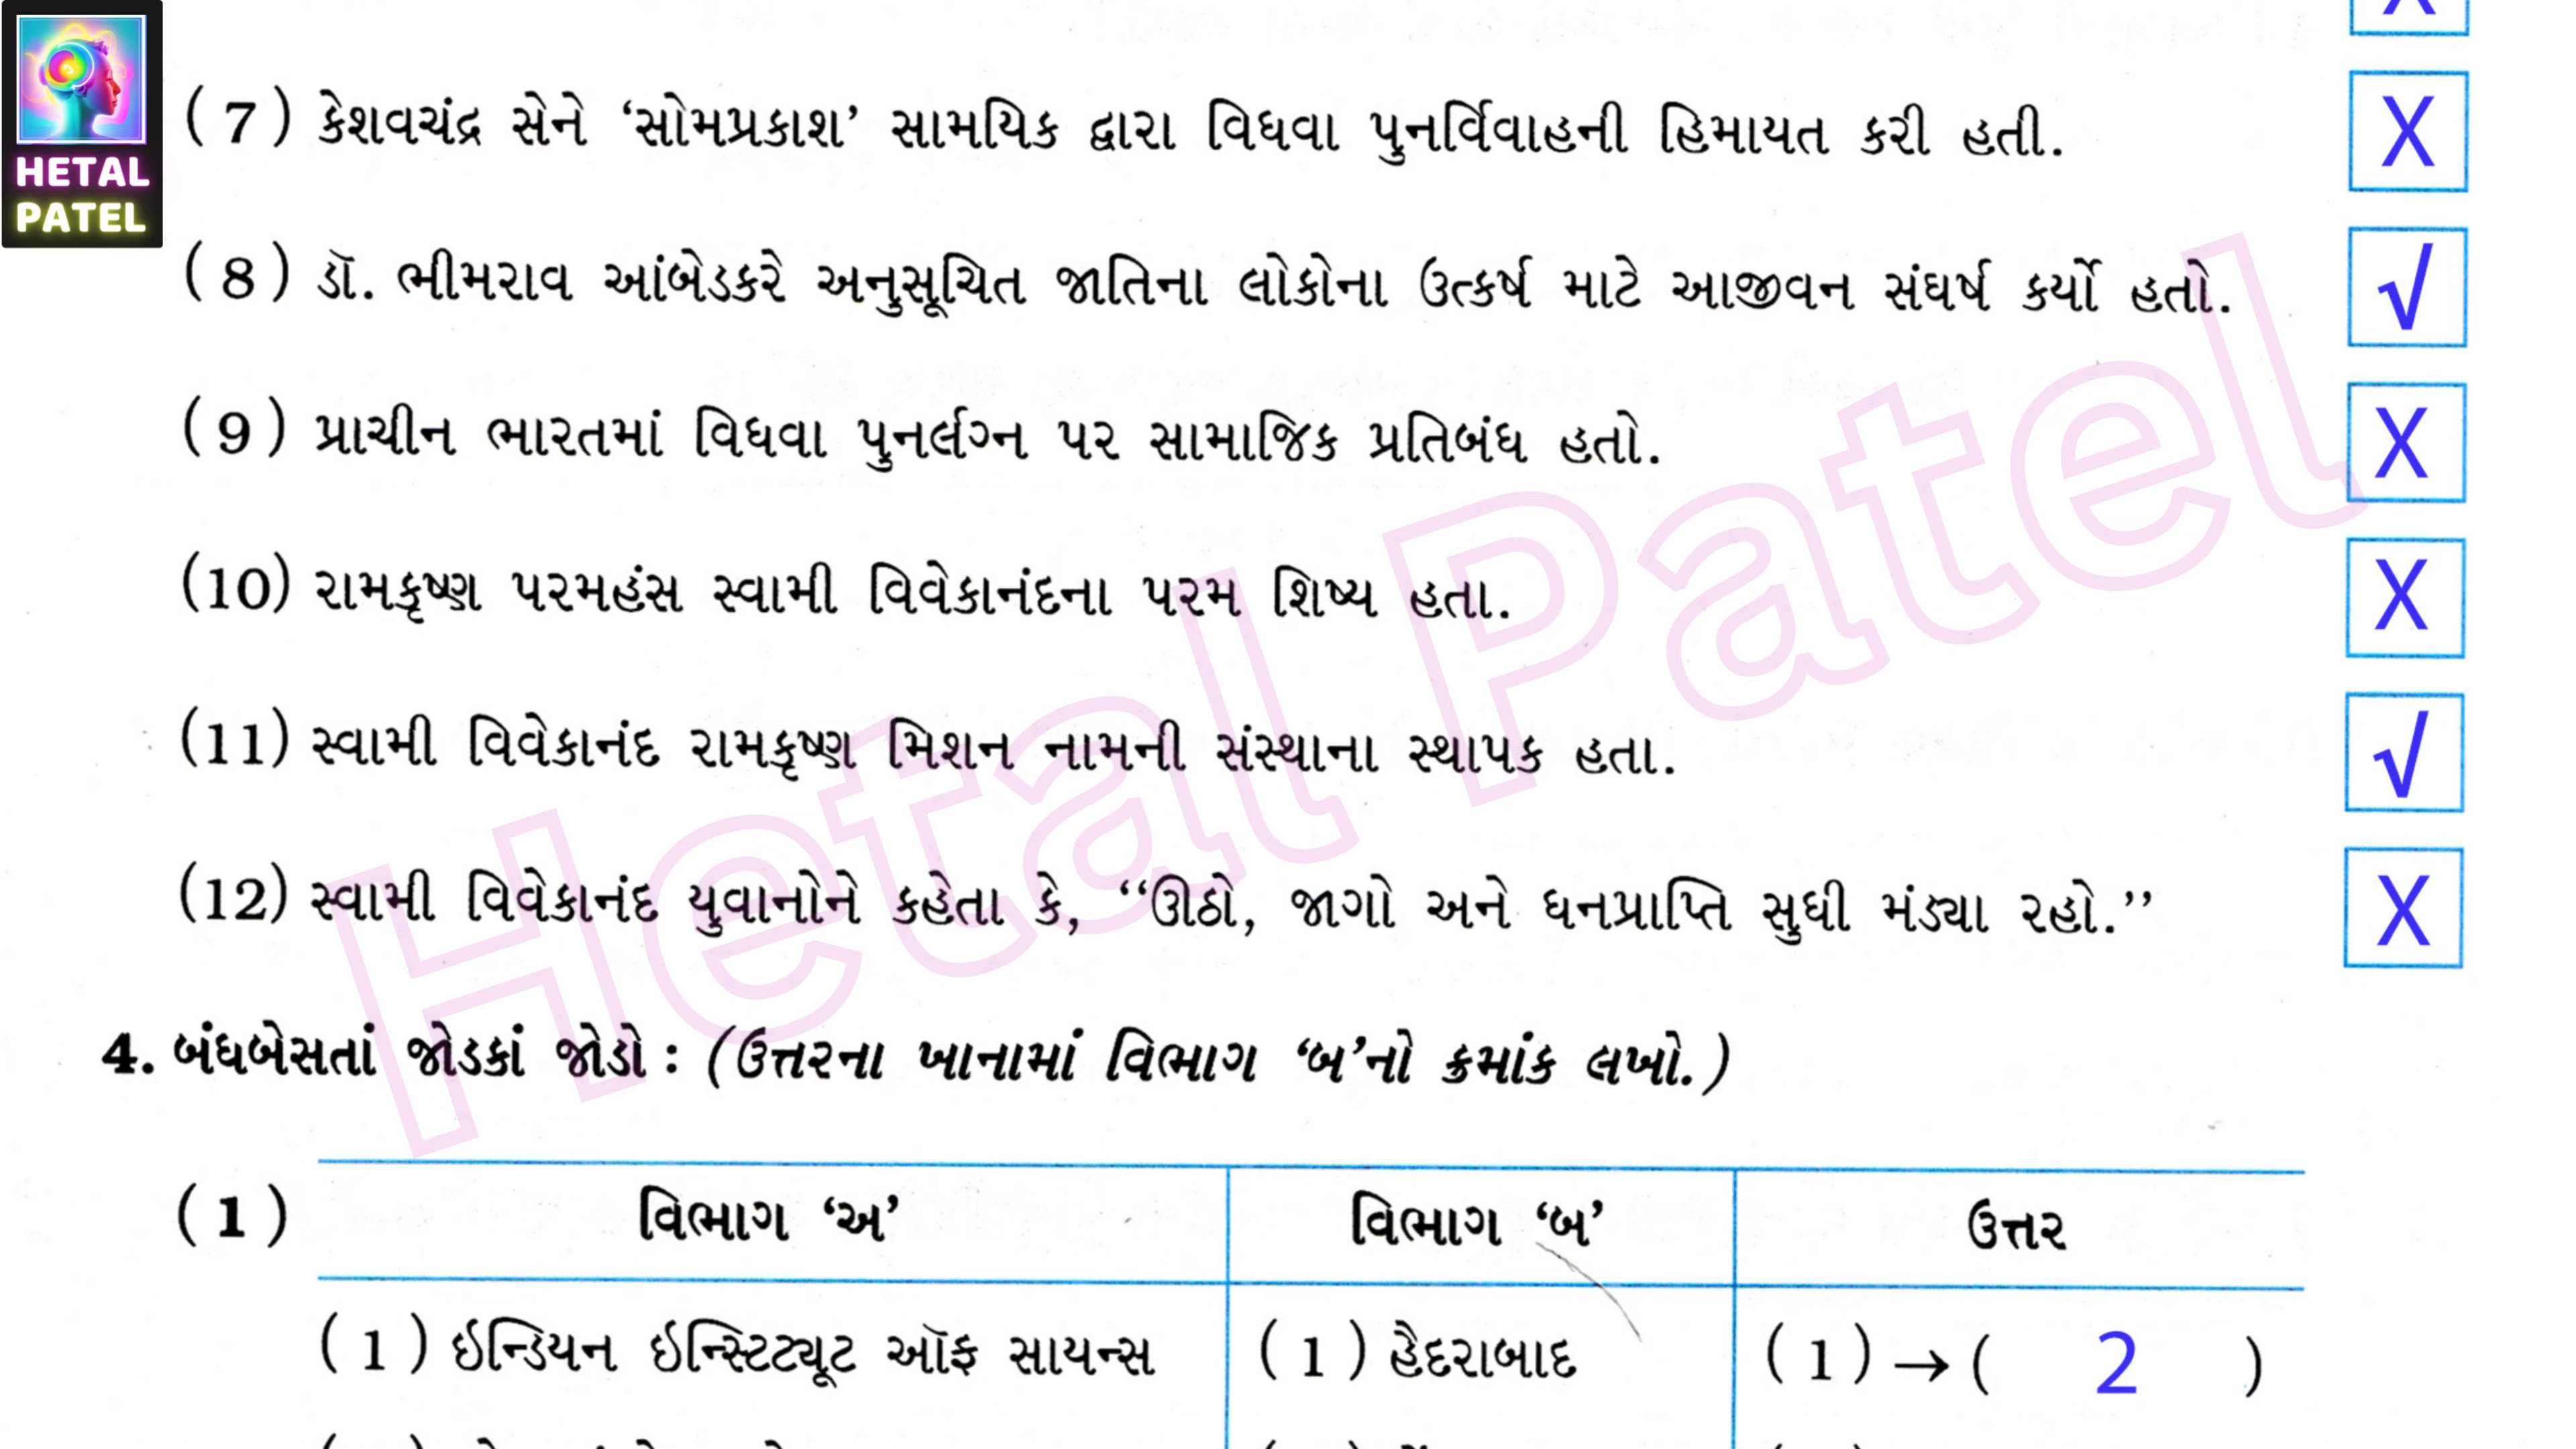 X
HETAL
PATEL
( 7 ) કેશવચંદ્ર સેને ‘સોમપ્રકાશ’ સામયિક દ્વારા વિધવા પુનર્વિવાહની હિમાયત કરી હતી. X
( 8 ) ડૉ. ભીમરાવ આંબેડકરે અનુસૂચિત જાતિના લોકોના ઉત્કર્ષ માટે આજીવન સંઘર્ષ કર્યો હતો. √
( 9 ) પ્રાચીન ભારતમાં વિધવા પુનર્લગ્ન પર સામાજિક પ્રતિબંધ હતો. X
(10) રામકૃષ્ણ પરમહંસ સ્વામી વિવેકાનંદના પરમ શિષ્ય હતા. X
(11) સ્વામી વિવેકાનંદ રામકૃષ્ણ મિશન નામની સંસ્થાના સ્થાપક હતા. √
(12) સ્વામી વિવેકાનંદ યુવાનોને કહેતા કે, “ઊઠો, જાગો અને ધનપ્રાપ્તિ સુધી મંડ્યા રહો.” X
Hetal Patel
4. બંધબેસતાં જોડકાં જોડો : (ઉત્તરના ખાનામાં વિભાગ ‘બ’નો ક્રમાંક લખો.)
( 1 ) વિભાગ ‘અ’ વિભાગ ‘બ’ ઉત્તર
( 1 ) ઇન્ડિયન ઇન્સ્ટિટ્યૂટ ઑફ સાયન્સ ( 1 ) હૈદરાબાદ ( 1 ) → ( 2 )